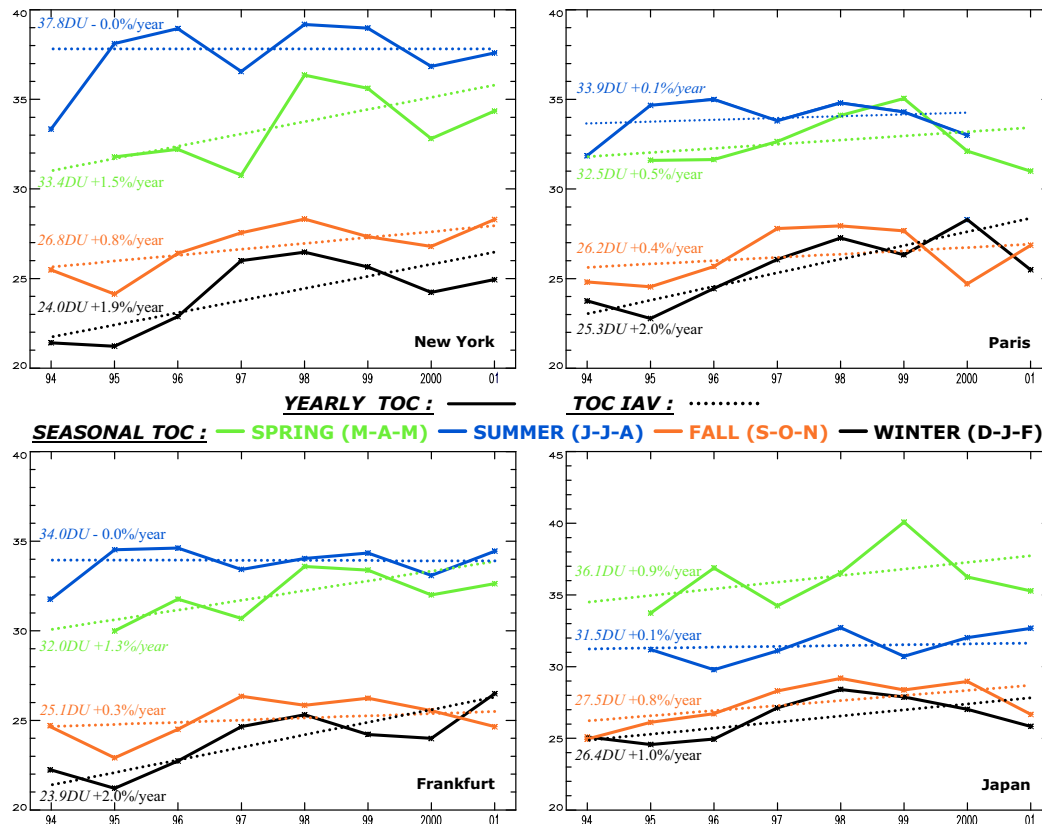 40
35
30
25
20
37.8DU - 0.0%/year
33.4DU +1.5%/year
26.8DU +0.8%/year
24.0DU +1.9%/year
New York
94 95 96 97 98 99 2000 01
40
35
30
25
20
33.9DU +0.1%/year
32.5DU +0.5%/year
26.2DU +0.4%/year
25.3DU +2.0%/year
Paris
94 95 96 97 98 99 2000 01
YEARLY TOC : TOC IAV :
SEASONAL TOC : SPRING (M-A-M) SUMMER (J-J-A) FALL (S-O-N) WINTER (D-J-F)
40
35
30
25
20
34.0DU - 0.0%/year
32.0DU +1.3%/year
25.1DU +0.3%/year
23.9DU +2.0%/year
Frankfurt
94 95 96 97 98 99 2000 01
45
40
35
30
25
20
36.1DU +0.9%/year
31.5DU +0.1%/year
27.5DU +0.8%/year
26.4DU +1.0%/year
Japan
94 95 96 97 98 99 2000 01